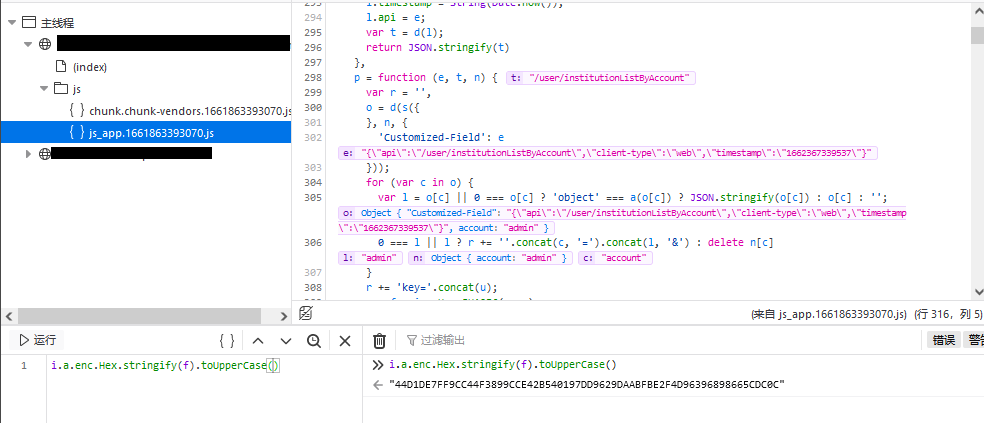 主线程
(index)
js
{ } chunk.chunk-vendors.1661863393070.js
{ } js_app.1661863393070.js
293 l.timestamp = String(Date.now());
294 l.api = e;
295 var t = d(l);
296 return JSON.stringify(t)
297 },
298 p = function (e, t, n) { t: "/user/institutionListByAccount"
299 var r = '',
300 o = d(s({
301 }, n, {
302 'Customized-Field': e
e: "{\"api\":\"/user/institutionListByAccount\",\"client-type\":\"web\",\"timestamp\":\"1662367339537\"}"
303 }));
304 for (var c in o) {
305 var l = o[c] || 0 === o[c] ? 'object' === a(o[c]) ? JSON.stringify(o[c]) : o[c] : '';
o: Object { "Customized-Field": "{\"api\":\"/user/institutionListByAccount\",\"client-type\":\"web\",\"timestamp
\":\"1662367339537\"}", account: "admin" }
306 0 === l || l ? r += ''.concat(c, '=').concat(l, '&') : delete n[c]
l: "admin" n: Object { account: "admin" } c: "account"
307 }
308 r += 'key='.concat(u);
(来自 js_app.1661863393070.js) (行 316，列 5)
运行 { }
过滤输出 错误
1 i.a.enc.Hex.stringify(f).toUpperCase()
i.a.enc.Hex.stringify(f).toUpperCase()
"44D1DE7FF9CC44F3899CCE42B540197DD9629DAABFBE2F4D96396898665CDC0C"